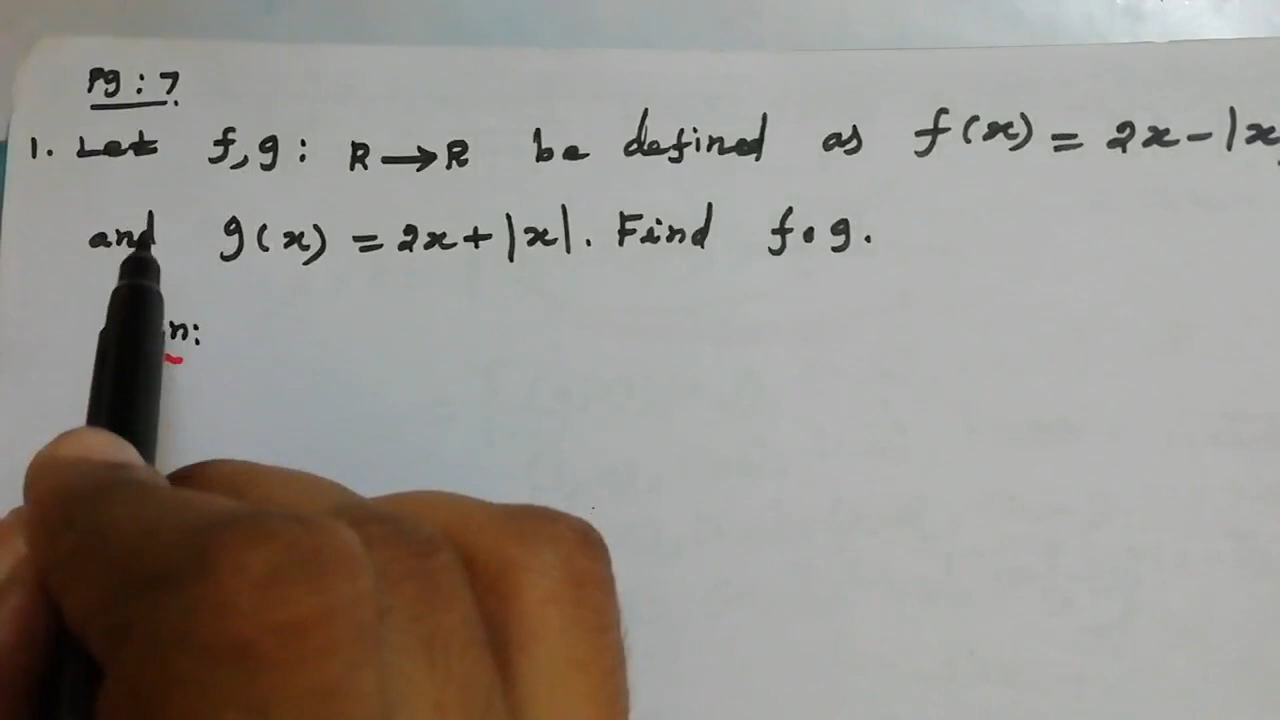 Pg : 7
1. Let f, g : R → R be defined as f(x) = 2x - |x
and g(x) = 2x + |x|. Find f∘g.
n: